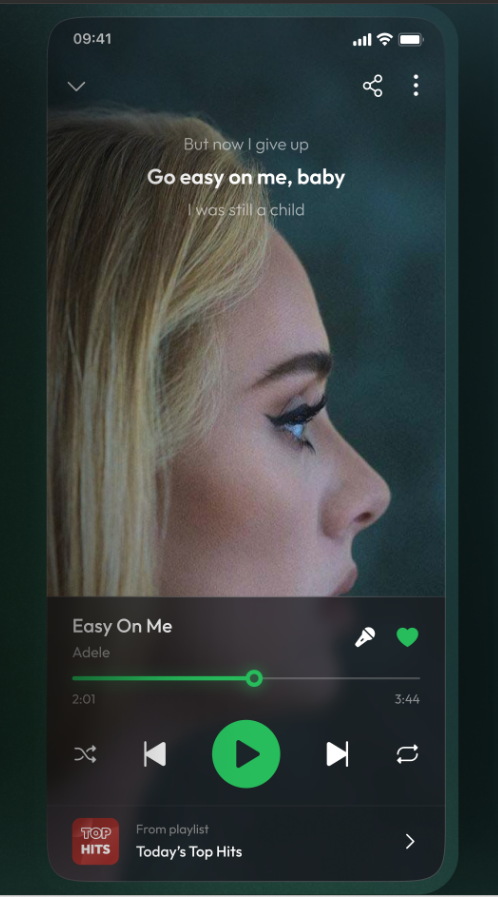 09:41
But now I give up
Go easy on me, baby
I was still a child
Easy On Me
Adele
2:01
3:44
TOP
HITS
From playlist
Today's Top Hits